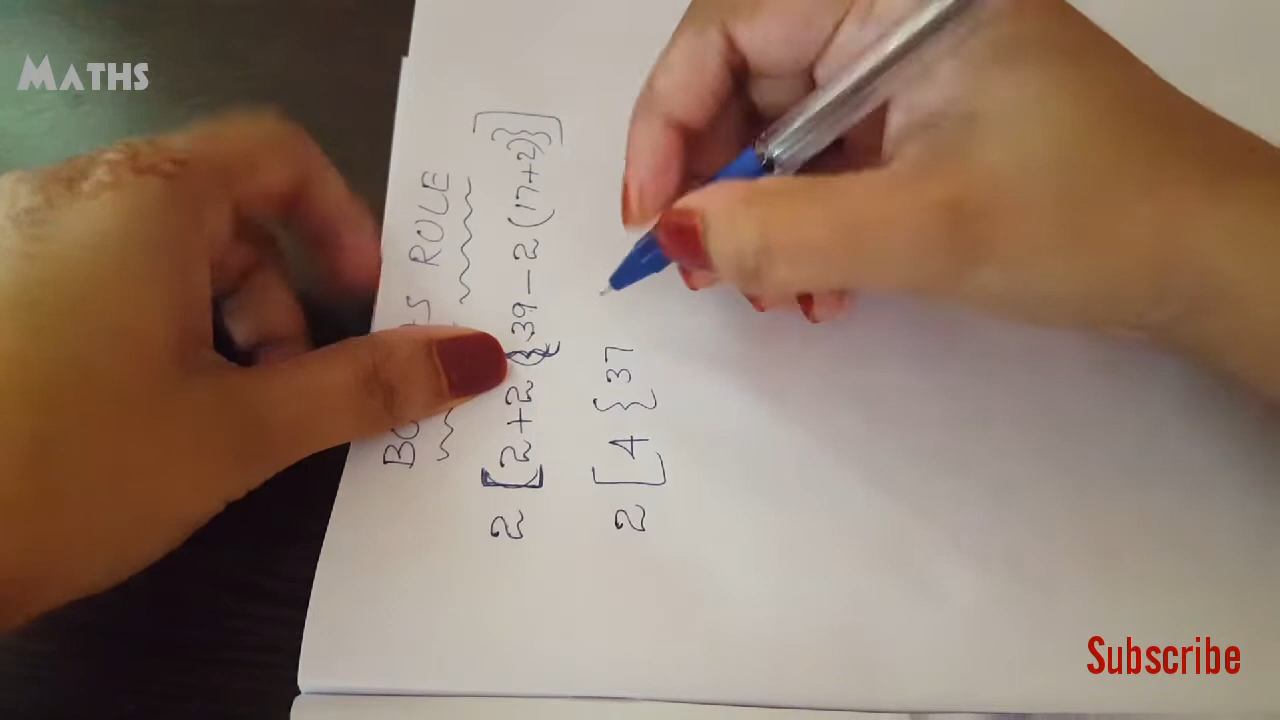 MATHS
ROLE
2 [2+2{39-2(17+2)}]
2 [4}37
Subscribe